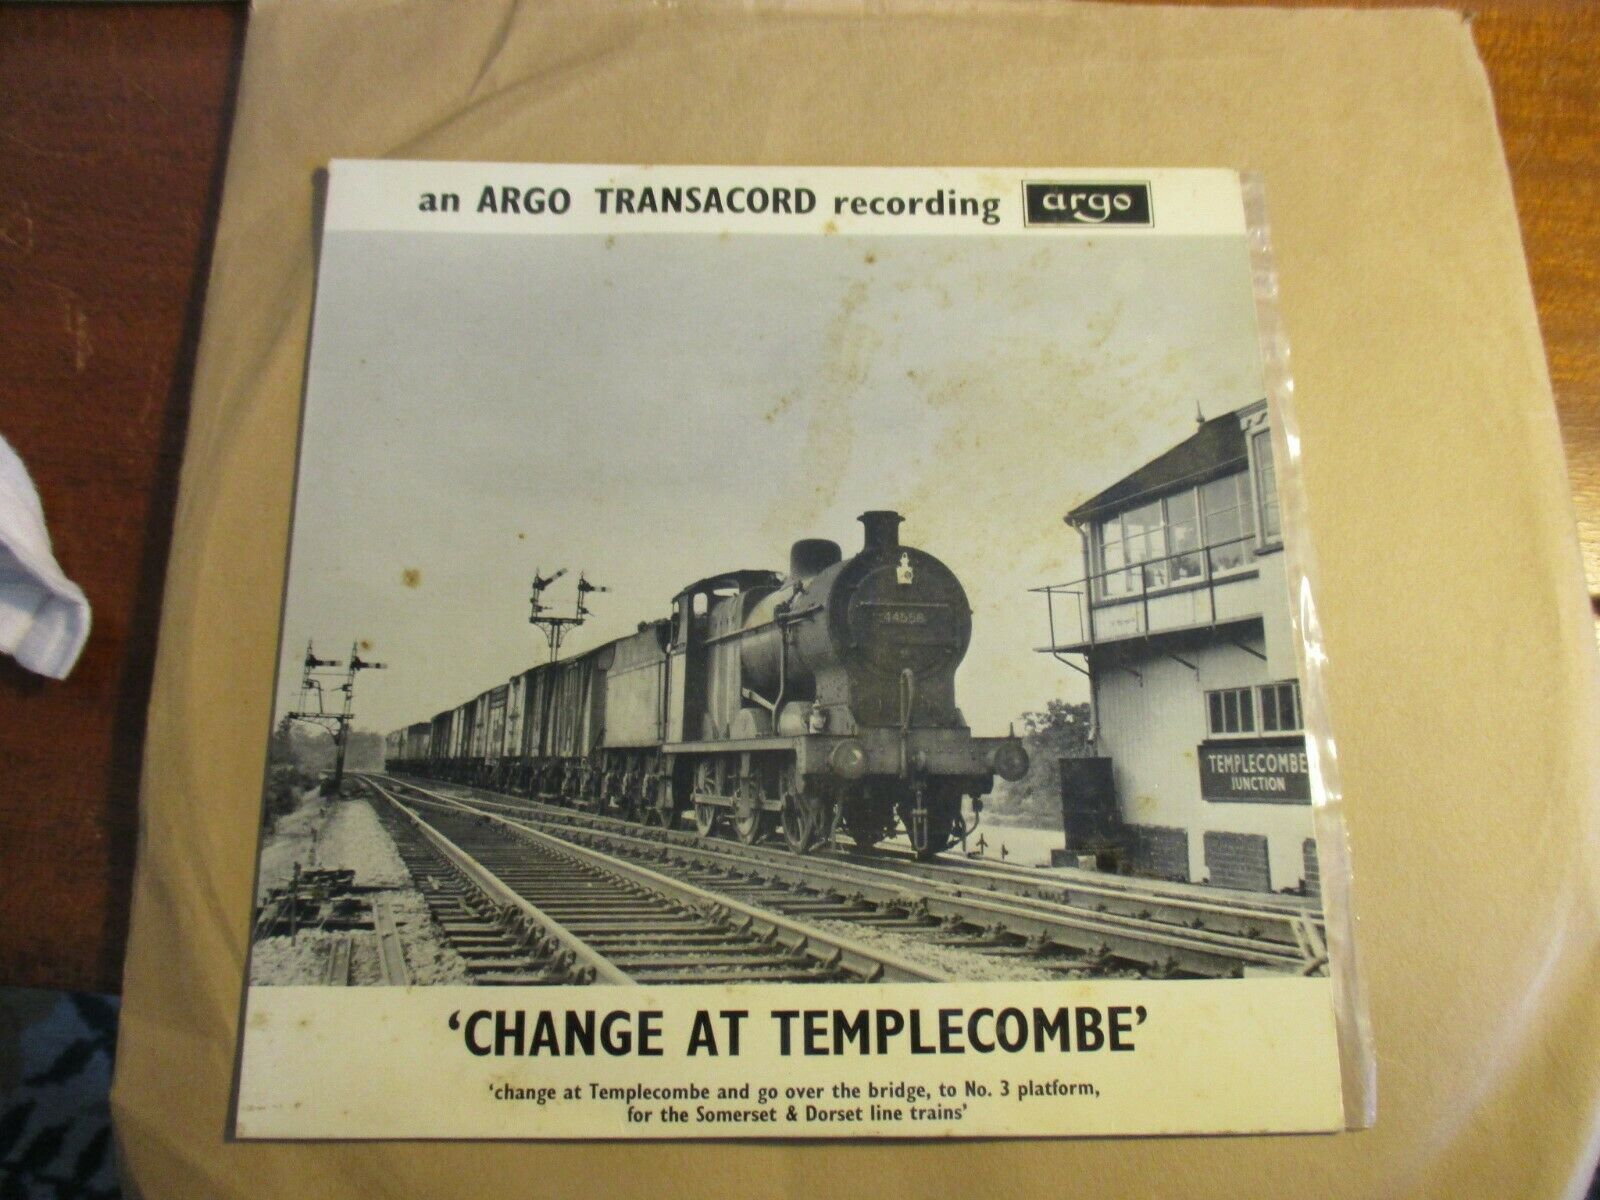 an ARGO TRANSACORD recording argo
44558
TEMPLECOMBE
JUNCTION
'CHANGE AT TEMPLECOMBE'
'change at Templecombe and go over the bridge, to No. 3 platform,
for the Somerset & Dorset line trains'